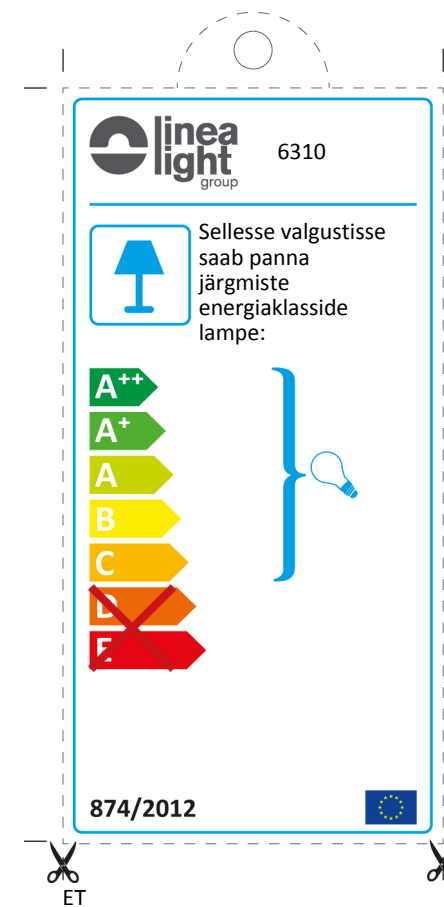 linea
light
group
6310
Sellesse valgustisse
saab panna
järgmiste
energiaklasside
lampe:
A++
A+
A
B
C
D
E
874/2012
ET